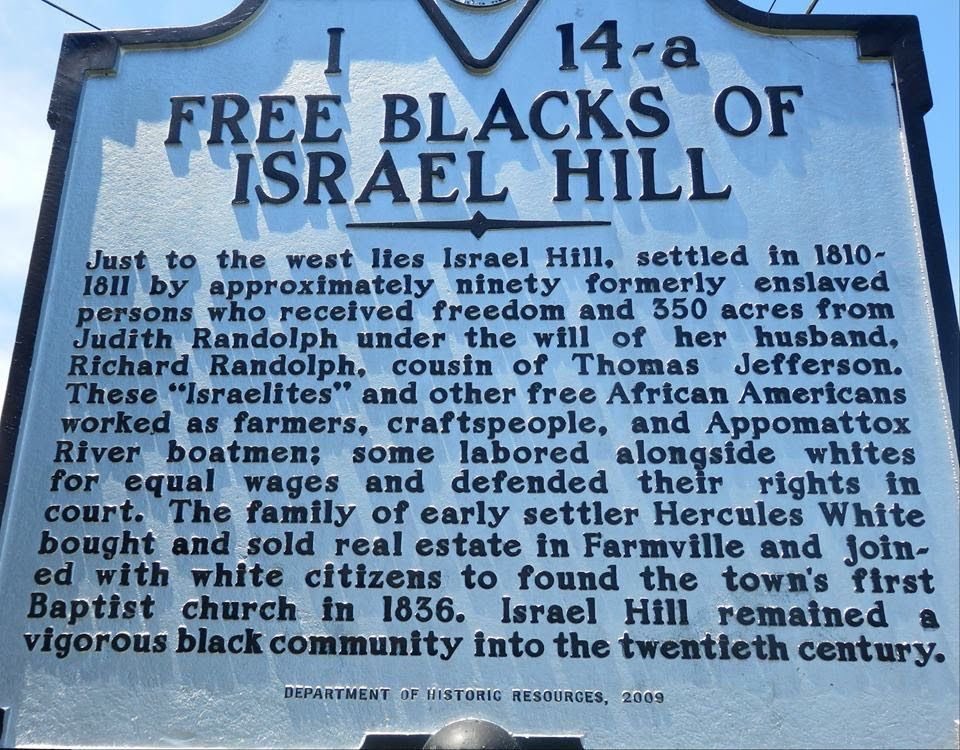 I 14-a
FREE BLACKS OF
ISRAEL HILL
Just to the west lies Israel Hill, settled in 1810-
1811 by approximately ninety formerly enslaved
persons who received freedom and 350 acres from
Judith Randolph under the will of her husband,
Richard Randolph, cousin of Thomas Jefferson.
These “Israelites” and other free African Americans
worked as farmers, craftspeople, and Appomattox
River boatmen; some labored alongside whites
for equal wages and defended their rights in
court. The family of early settler Hercules White
bought and sold real estate in Farmville and join-
ed with white citizens to found the town's first
Baptist church in 1836. Israel Hill remained a
vigorous black community into the twentieth century.
DEPARTMENT OF HISTORIC RESOURCES, 2009